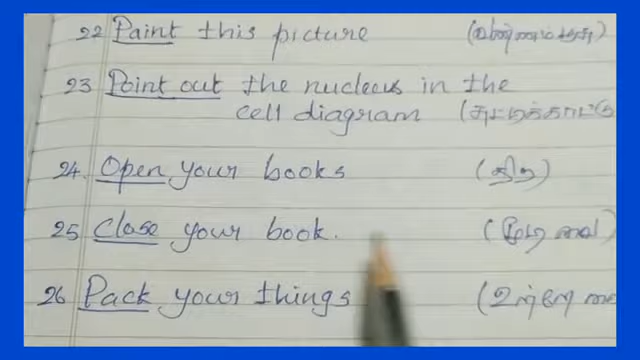 22 Paint this picture
23 Point out the nucleus in the
cell diagram (சுட்டிக்காட்டு
24. Open your books (திற)
25 Close your book.
26 Pack your things